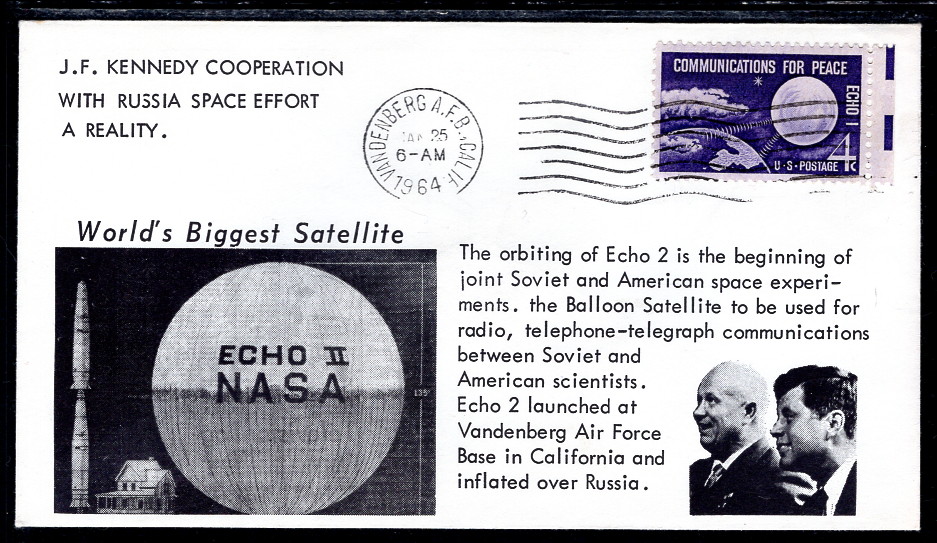 J.F. KENNEDY COOPERATION
WITH RUSSIA SPACE EFFORT
A REALITY.
VANDENBERG A.F.B. CALIF.
JAN 25
6-AM
1964
COMMUNICATIONS FOR PEACE
ECHO I
4¢
U·S·POSTAGE
World's Biggest Satellite
ECHO II
NASA
135'
The orbiting of Echo 2 is the beginning of
joint Soviet and American space experi-
ments. the Balloon Satellite to be used for
radio, telephone-telegraph communications
between Soviet and
American scientists.
Echo 2 launched at
Vandenberg Air Force
Base in California and
inflated over Russia.